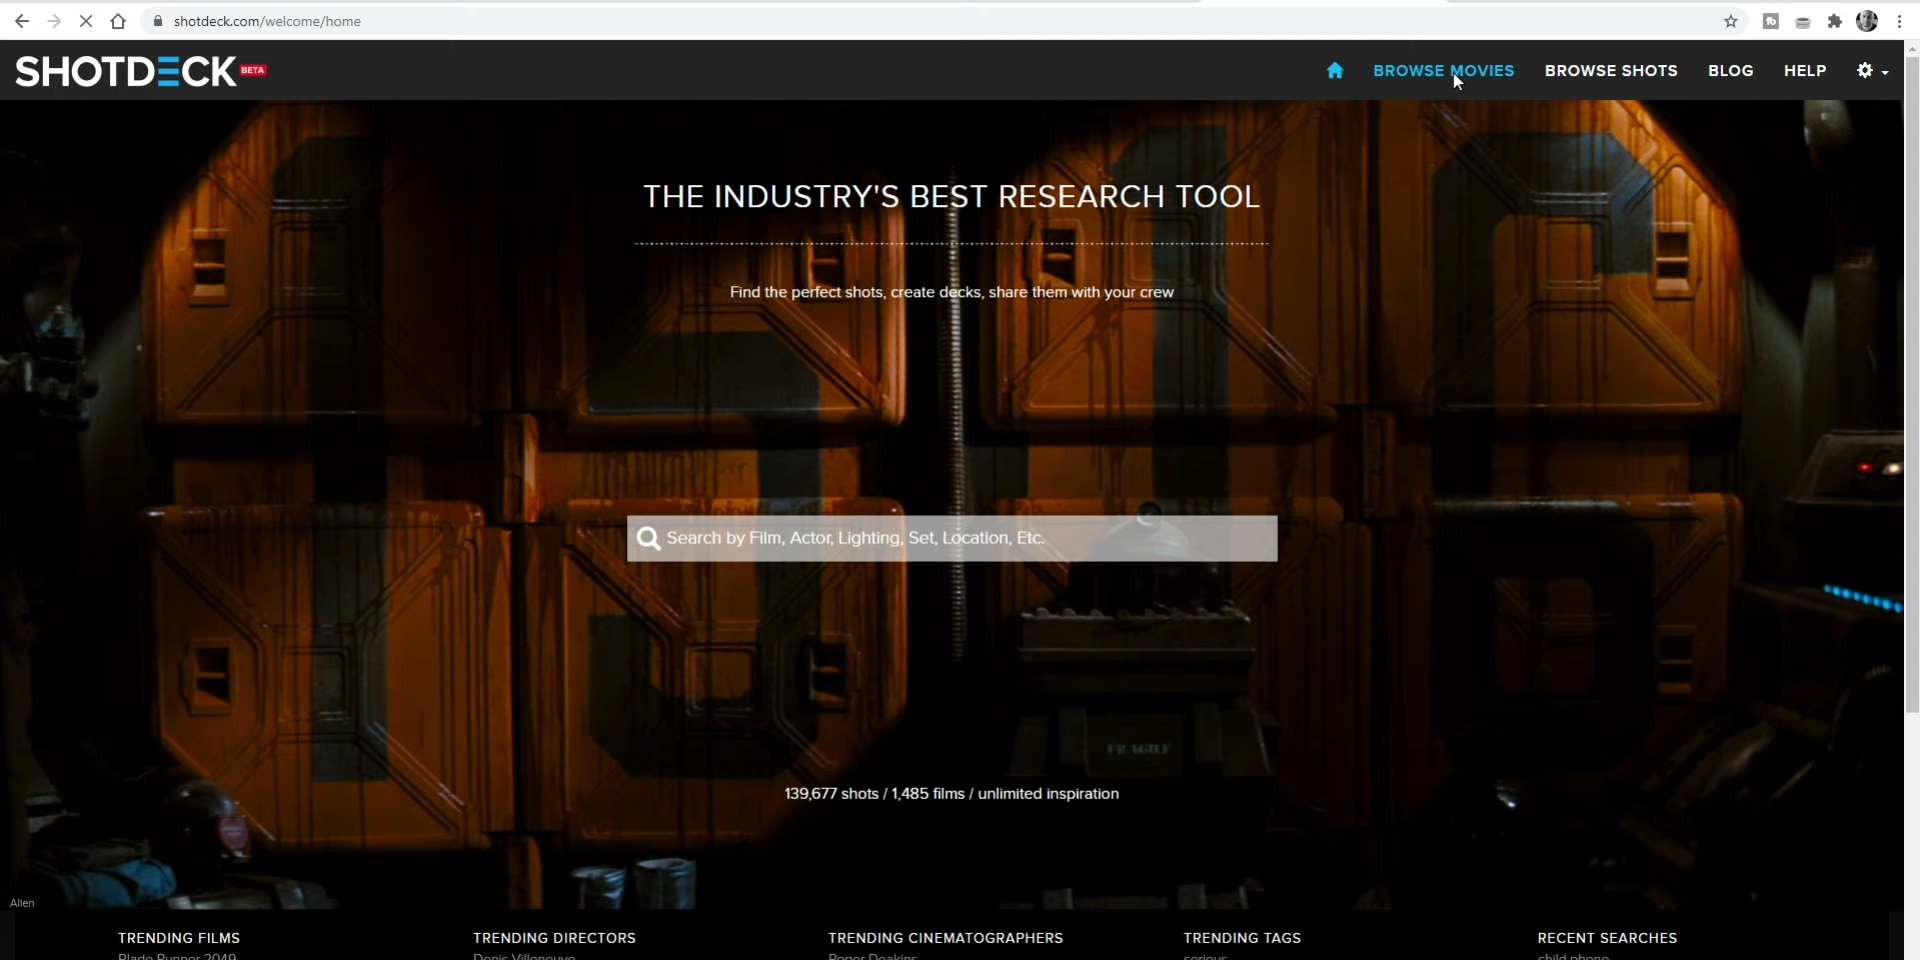 shotdeck.com/welcome/home
SHOTDECK BETA
BROWSE MOVIES
BROWSE SHOTS
BLOG
HELP
THE INDUSTRY'S BEST RESEARCH TOOL
Find the perfect shots, create decks, share them with your crew
Search by Film, Actor, Lighting, Set, Location, Etc.
FRAGILE
139,677 shots / 1,485 films / unlimited inspiration
Alien
TRENDING FILMS
TRENDING DIRECTORS
TRENDING CINEMATOGRAPHERS
TRENDING TAGS
RECENT SEARCHES
Blade Runner 2049
Denis Villeneuve
Roger Deakins
serious
child phone